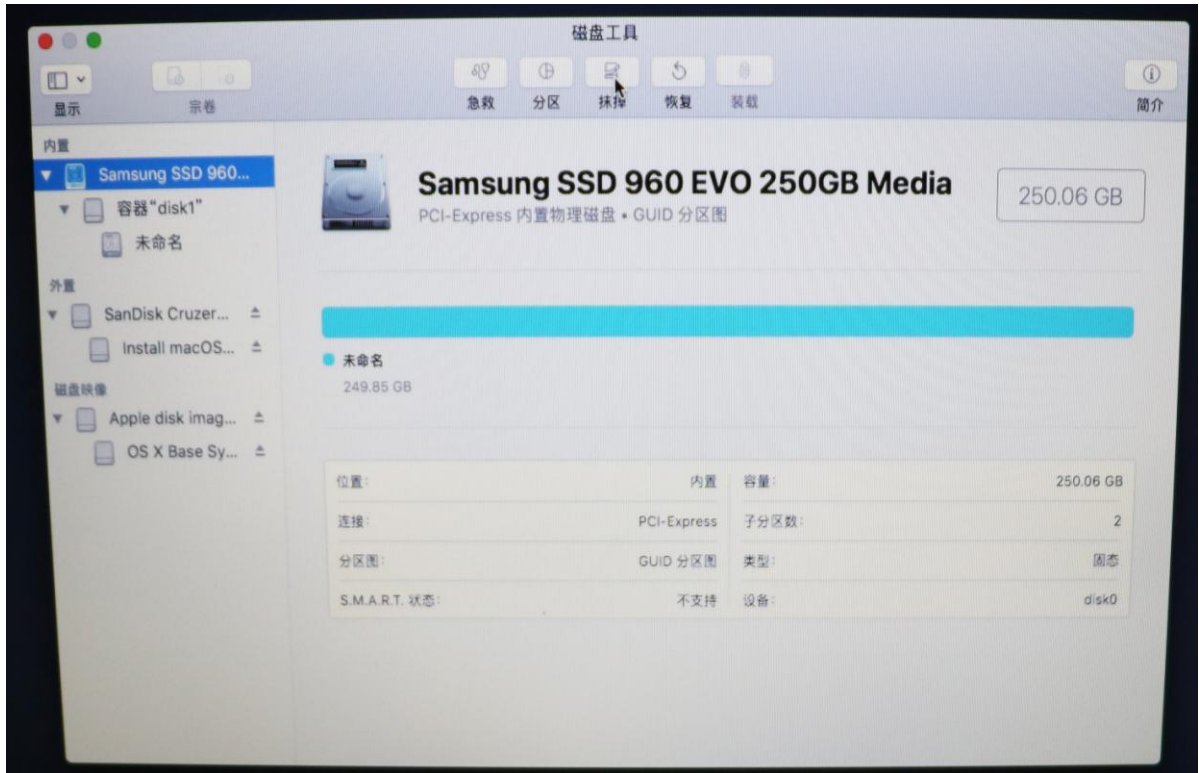 磁盘工具
显示
宗卷
急救
分区
抹掉
恢复
装载
简介
内置
Samsung SSD 960...
容器“disk1”
未命名
外置
SanDisk Cruzer...
Install macOS...
磁盘映像
Apple disk imag...
OS X Base Sy...
Samsung SSD 960 EVO 250GB Media
PCI-Express 内置物理磁盘 • GUID 分区图
250.06 GB
未命名
249.85 GB
位置: 内置
容量: 250.06 GB
连接: PCI-Express
子分区数: 2
分区图: GUID 分区图
类型: 固态
S.M.A.R.T. 状态: 不支持
设备: disk0